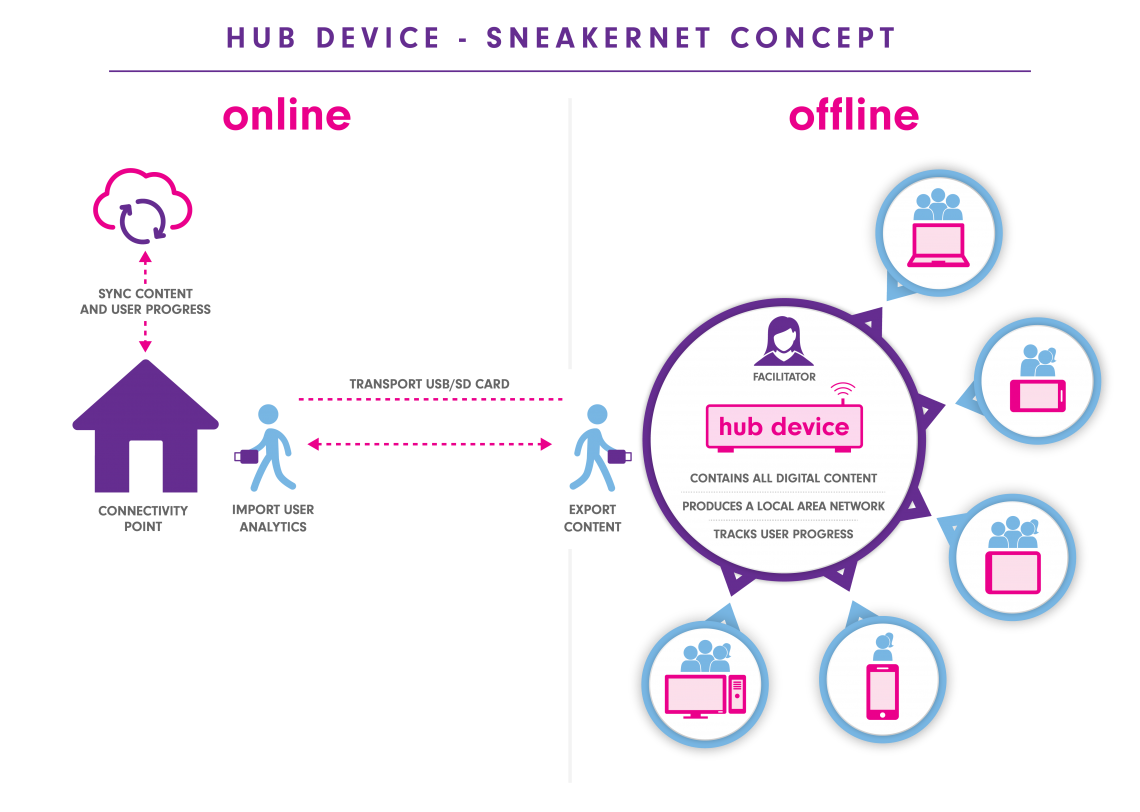 HUB DEVICE - SNEAKERNET CONCEPT
online
offline
SYNC CONTENT
AND USER PROGRESS
TRANSPORT USB/SD CARD
CONNECTIVITY
POINT
IMPORT USER
ANALYTICS
EXPORT
CONTENT
FACILITATOR
hub device
CONTAINS ALL DIGITAL CONTENT
PRODUCES A LOCAL AREA NETWORK
TRACKS USER PROGRESS